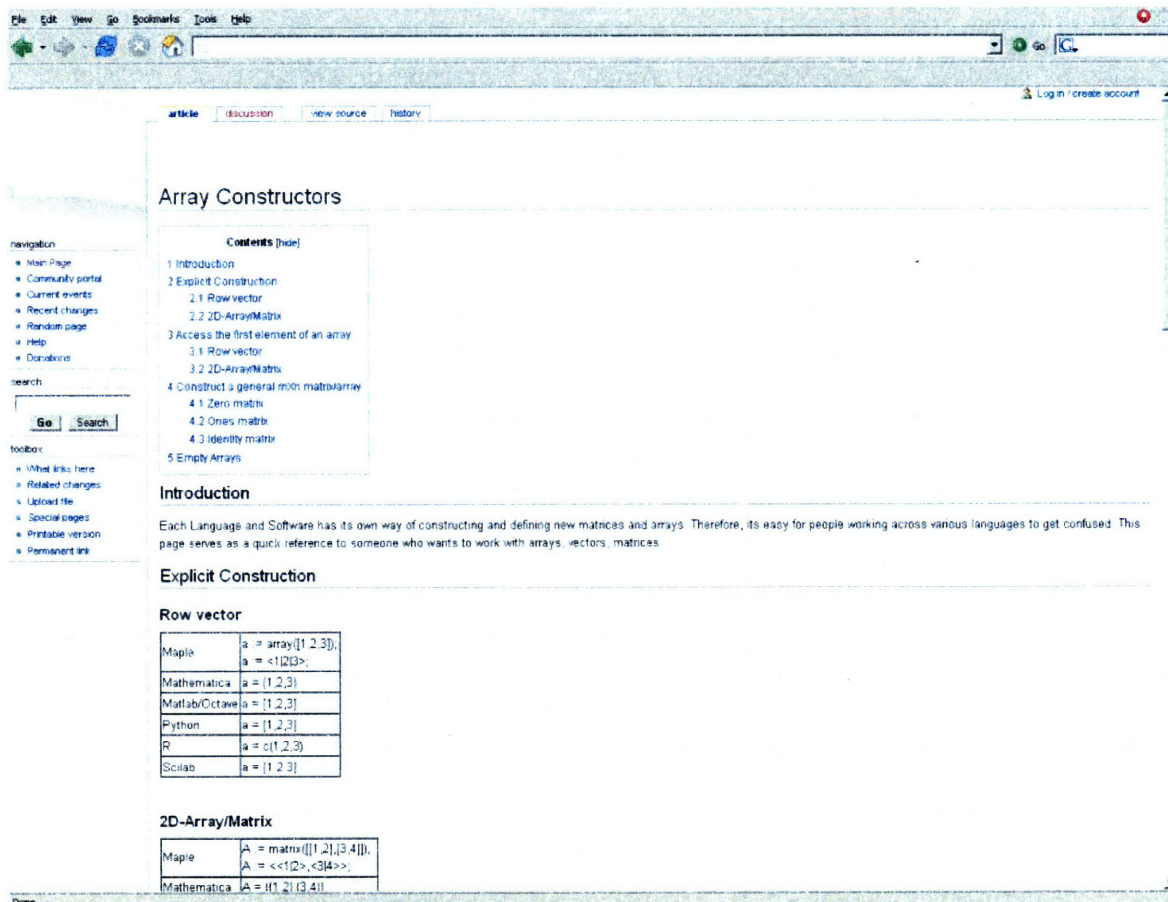 File Edit View Go Bookmarks Tools Help
Go
Log in / create account
article discussion view source history
Array Constructors
navigation
Main Page
Community portal
Current events
Recent changes
Random page
Help
Donations
search
Go Search
toolbox
What links here
Related changes
Upload file
Special pages
Printable version
Permanent link
Contents [hide]
1 Introduction
2 Explicit Construction
2.1 Row vector
2.2 2D-Array/Matrix
3 Access the first element of an array
3.1 Row vector
3.2 2D-Array/Matrix
4 Construct a general mXn matrix/array
4.1 Zero matrix
4.2 Ones matrix
4.3 Identity matrix
5 Empty Arrays
Introduction
Each Language and Software has its own way of constructing and defining new matrices and arrays. Therefore, its easy for people working across various languages to get confused. This
page serves as a quick reference to someone who wants to work with arrays, vectors, matrices
Explicit Construction
Row vector
Maple a := array([1,2,3]);
a := <1|2|3>;
Mathematica a = {1,2,3}
Matlab/Octave a = [1,2,3]
Python a = [1,2,3]
R a = c(1,2,3)
Scilab a = [1 2 3]
2D-Array/Matrix
Maple A := matrix([[1,2],[3,4]]);
A := <<1|2>,<3|4>>;
Mathematica A = {{1,2},{3,4}}
Done